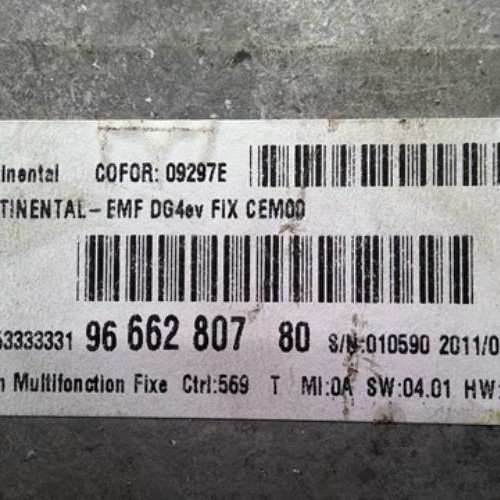 tinental COFOR: 09297E
TINENTAL-EMF DG4ev FIX CEM00
53333331 96 662 807 80 S/N:010590 2011/0
n Multifonction Fixe Ctrl:569 T MI:0A SW:04.01 HW: